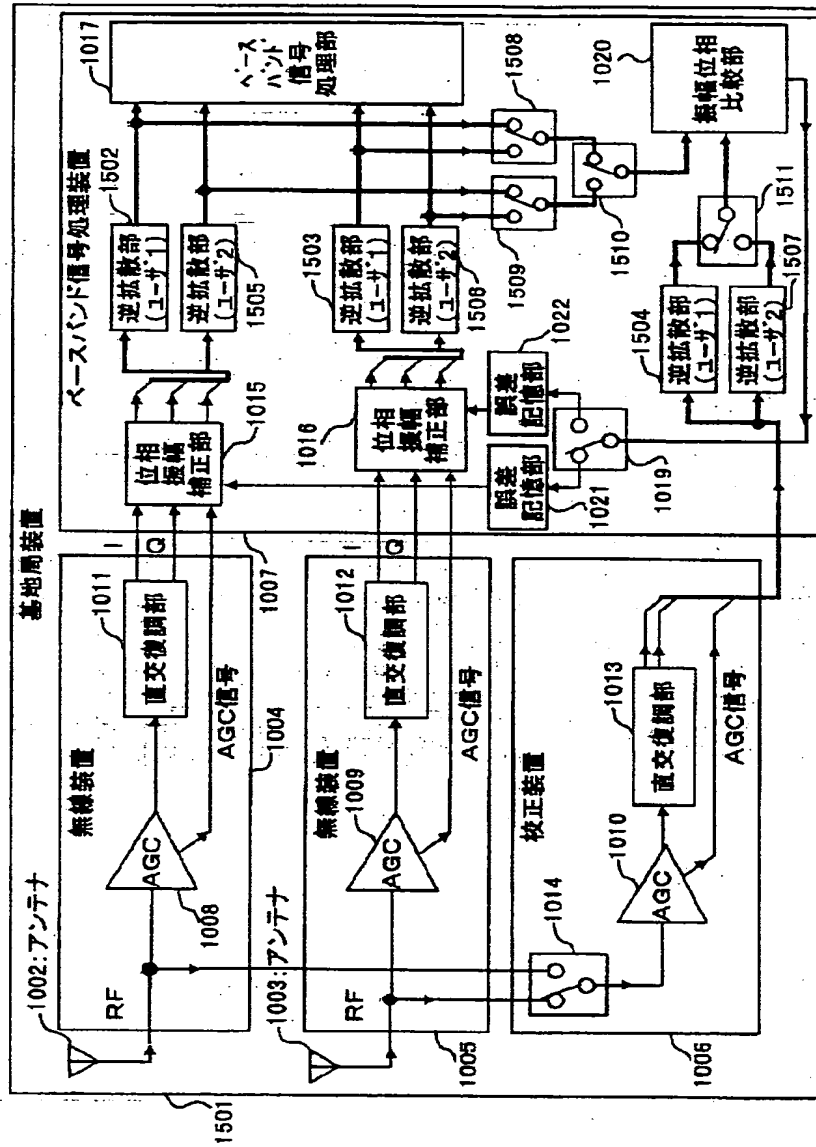 基地局装置
1501
1002:アンテナ
RF
無線装置
AGC
1008
直交復調部
1011
I
Q
AGC信号
1004
1003:アンテナ
RF
無線装置
1009
AGC
直交復調部
1012
I
Q
AGC信号
1005
校正装置
1014
1010
AGC
直交復調部
1013
AGC信号
1006
ベースバンド信号処理装置
1007
位相
振幅
補正部
1015
逆拡散部
(ユーザ1)
1502
逆拡散部
(ユーザ2)
1505
位相
振幅
補正部
1016
逆拡散部
(ユーザ1)
1503
逆拡散部
(ユーザ2)
1506
ベース
バンド
信号
処理部
1017
1508
1509
1510
誤差
記憶部
1021
誤差
記憶部
1022
1019
逆拡散部
(ユーザ1)
1504
逆拡散部
(ユーザ2)
1507
1511
振幅位相
比較部
1020